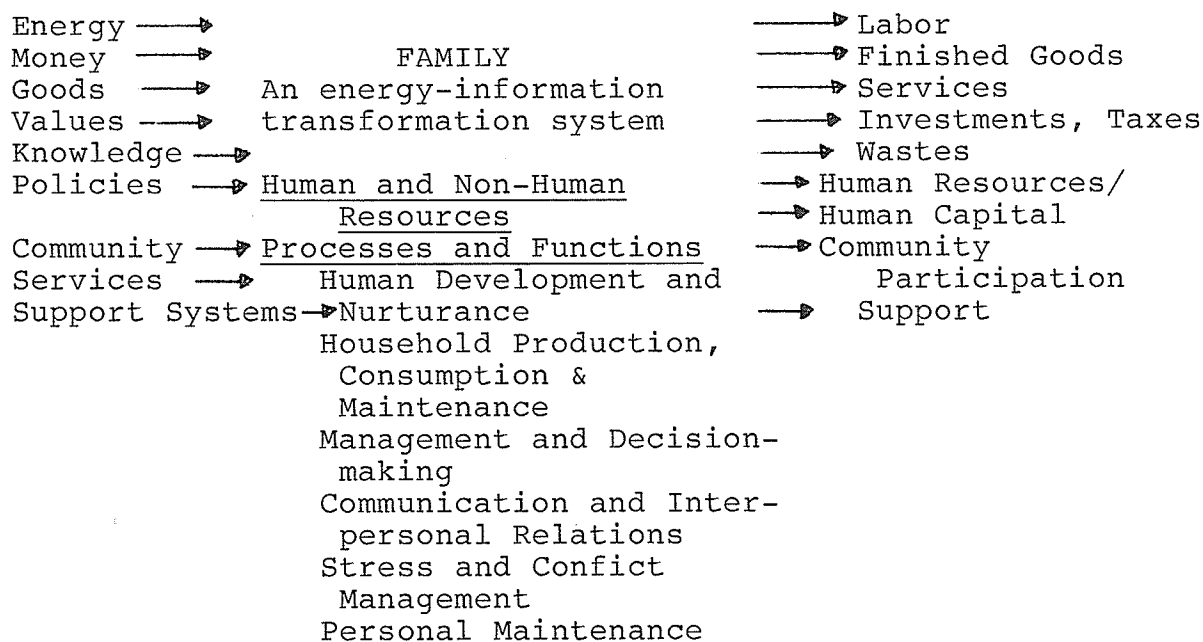 Energy → → Labor
Money → FAMILY → Finished Goods
Goods → An energy-information → Services
Values → transformation system → Investments, Taxes
Knowledge → → Wastes
Policies → Human and Non-Human → Human Resources/
Resources → Human Capital
Community → Processes and Functions → Community
Services → Human Development and Participation
Support Systems → Nurturance → Support
Household Production,
Consumption &
Maintenance
Management and Decision-
making
Communication and Inter-
personal Relations
Stress and Confict
Management
Personal Maintenance